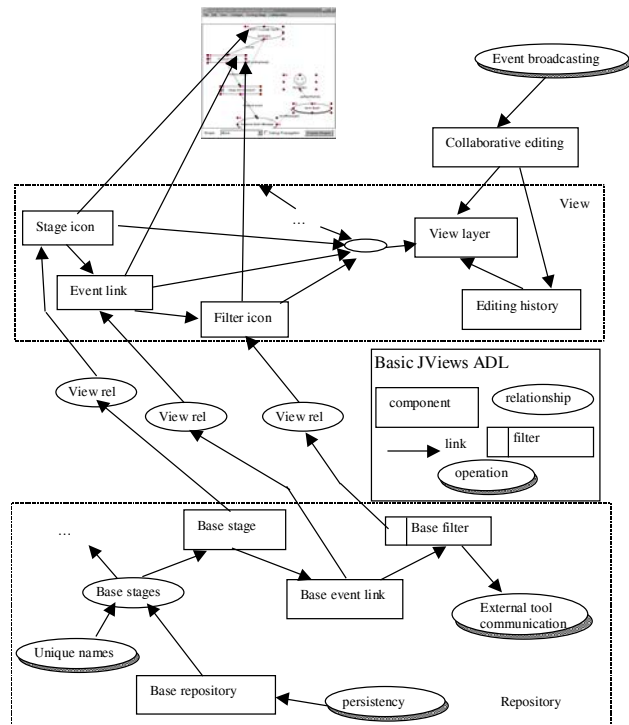 Event broadcasting
Collaborative editing
View
...
Stage icon
View layer
Event link
Editing history
Filter icon
Basic JViews ADL
component
relationship
link
filter
operation
View rel
View rel
View rel
Base stage
Base filter
...
Base stages
Base event link
External tool
communication
Unique names
Base repository
persistency
Repository